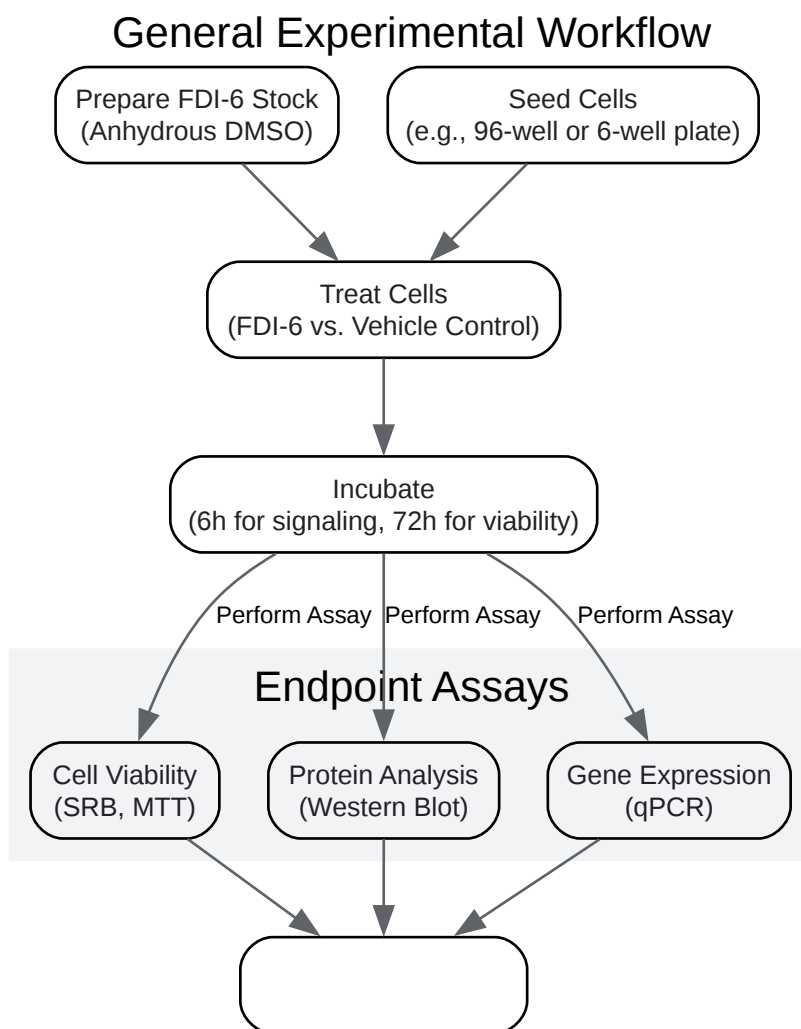 General Experimental Workflow
Prepare FDI-6 Stock
(Anhydrous DMSO)
Seed Cells
(e.g., 96-well or 6-well plate)
Treat Cells
(FDI-6 vs. Vehicle Control)
Incubate
(6h for signaling, 72h for viability)
Perform Assay
Perform Assay
Perform Assay
Endpoint Assays
Cell Viability
(SRB, MTT)
Protein Analysis
(Western Blot)
Gene Expression
(qPCR)